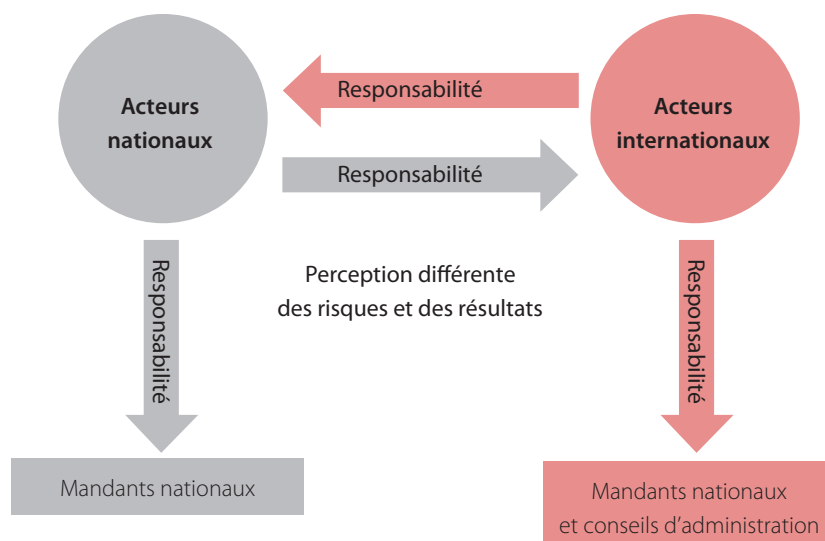 Acteurs
nationaux
Responsabilité
Acteurs
internationaux
Responsabilité
Responsabilité
Perception différente
des risques et des résultats
Responsabilité
Mandants nationaux
Mandants nationaux
et conseils d’administration